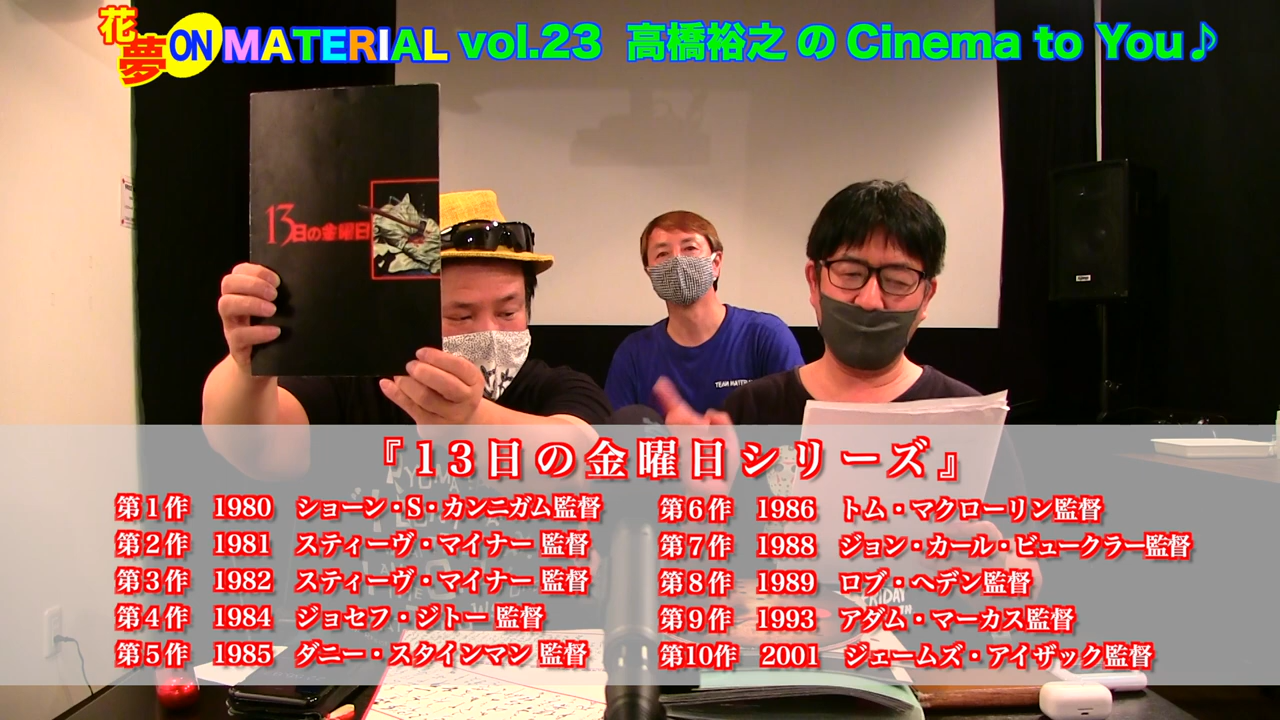 花夢ON MATERIAL vol.23 高橋裕之のCinema to You♪
13日の金曜日
TEAM
『13日の金曜日シリーズ』
第1作 1980 ショーン・S・カンニガム監督
第2作 1981 スティーヴ・マイナー 監督
第3作 1982 スティーヴ・マイナー 監督
第4作 1984 ジョセフ・ジトー 監督
第5作 1985 ダニー・スタインマン 監督
第6作 1986 トム・マクローリン監督
第7作 1988 ジョン・カール・ビュークラー監督
第8作 1989 ロブ・ヘデン監督
第9作 1993 アダム・マーカス監督
第10作 2001 ジェームズ・アイザック監督
FRIDAY